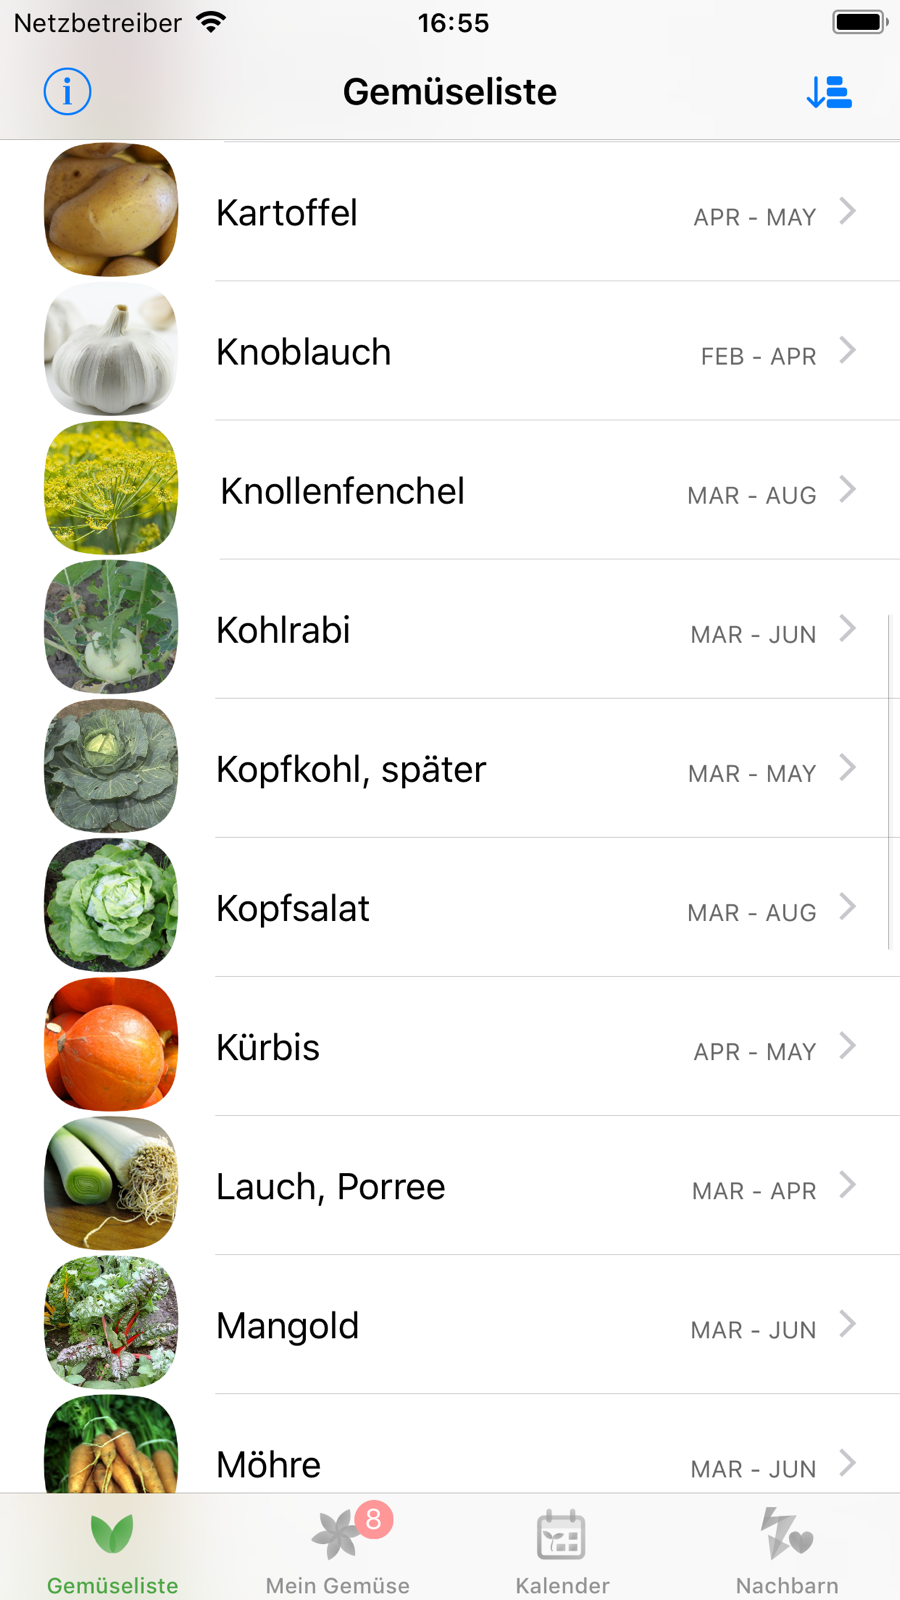 Netzbetreiber 16:55
Gemüseliste
Kartoffel APR - MAY
Knoblauch FEB - APR
Knollenfenchel MAR - AUG
Kohlrabi MAR - JUN
Kopfkohl, später MAR - MAY
Kopfsalat MAR - AUG
Kürbis APR - MAY
Lauch, Porree MAR - APR
Mangold MAR - JUN
Möhre MAR - JUN
8
Gemüseliste Mein Gemüse Kalender Nachbarn